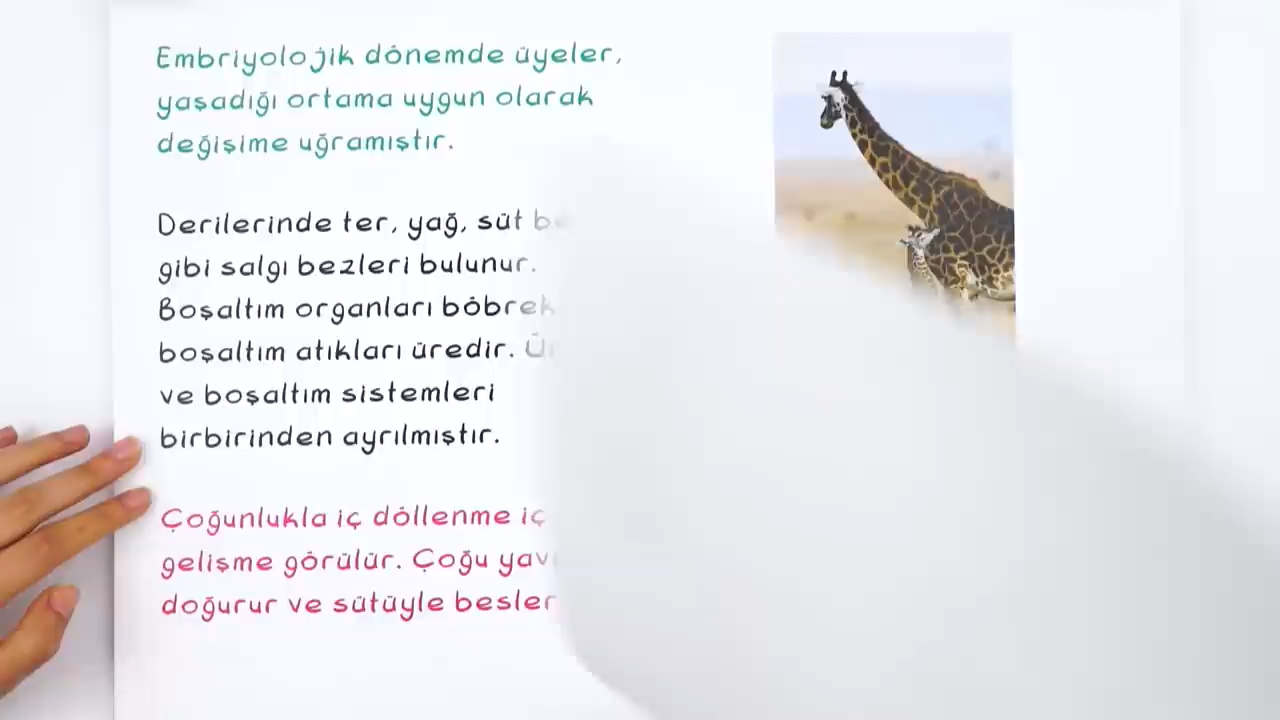 Embriyolojik dönemde üyeler,
yaşadığı ortama uygun olarak
değişime uğramıştır.
Derilerinde ter, yağ, süt
gibi salgı bezleri bulunur.
Boşaltım organları böbrek
boşaltım atıkları üredir.
ve boşaltım sistemleri
birbirinden ayrılmıştır.
Çoğunlukla iç döllenme iç
gelişme görülür. Çoğu
doğurur ve sütüyle besler